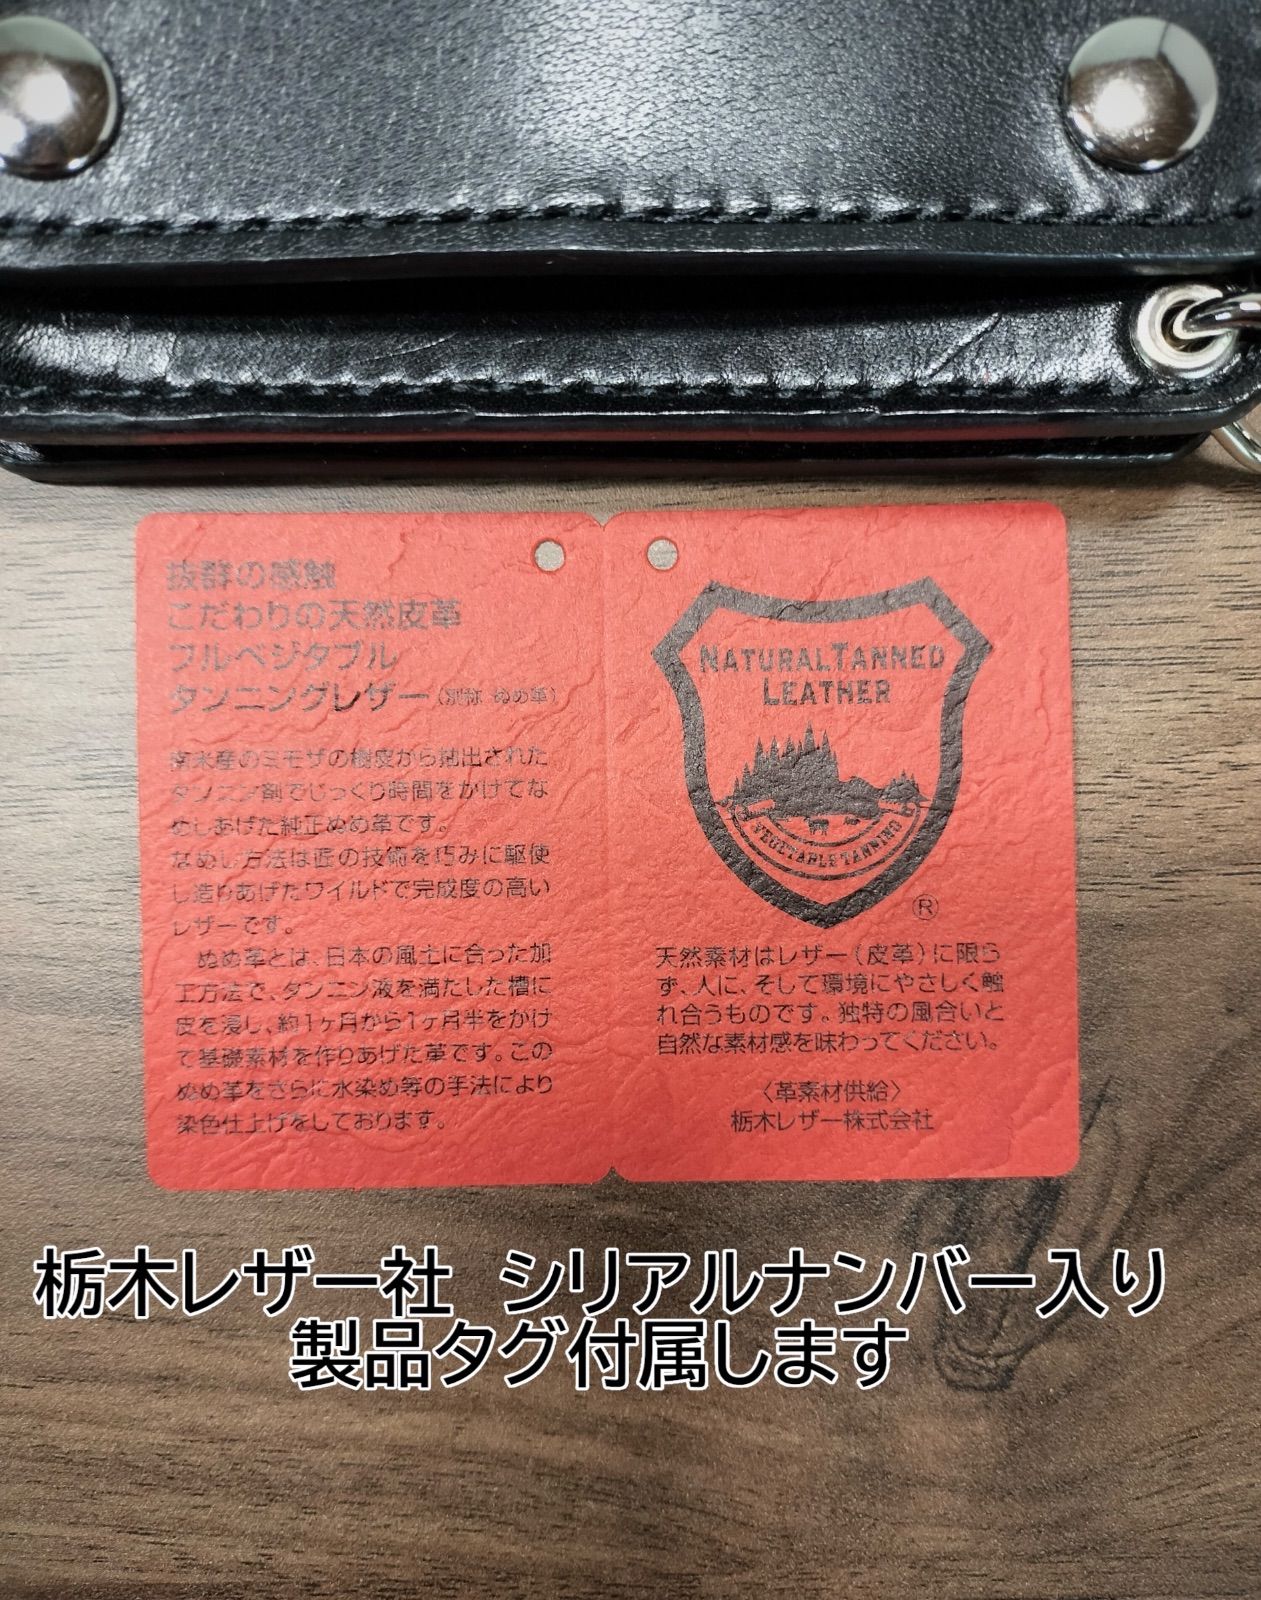 抜群の感触
こだわりの天然皮革
フルベジタブル
タンニングレザー(別称 ぬめ革)
南米産のミモザの樹皮から抽出された
タンニン剤でじっくり時間をかけてな
めしあげた純正ぬめ革です。
なめし方法は匠の技術を巧みに駆使
し造りあげたワイルドで完成度の高い
レザーです。
ぬめ革とは、日本の風土に合った加
工方法で、タンニン液を満たした槽に
皮を浸し、約1ヶ月から1ヶ月半をかけ
て基礎素材を作りあげた革です。この
ぬめ革をさらに水染め等の手法により
染色仕上げをしております。
NATURAL TANNED
LEATHER
VEGETABLE TANNING
®
天然素材はレザー(皮革)に限ら
ず、人に、そして環境にやさしく触
れ合うものです。独特の風合いと
自然な素材感を味わってください。
〈革素材供給〉
栃木レザー株式会社
栃木レザー社 シリアルナンバー入り
製品タグ付属します